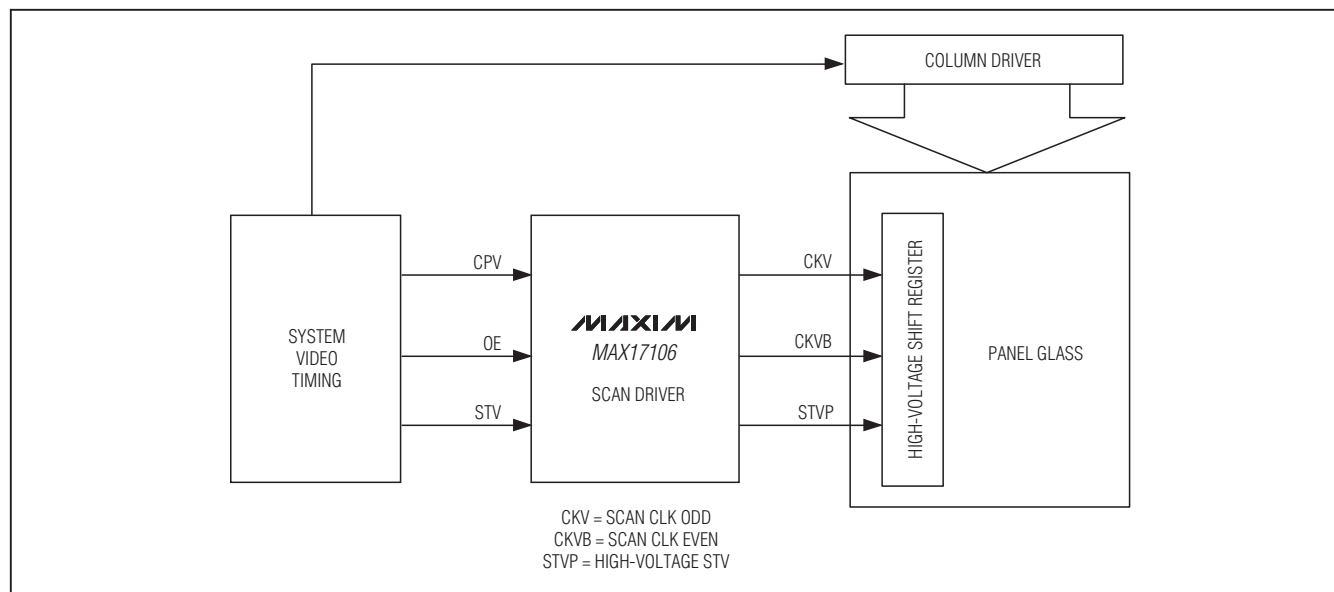 COLUMN DRIVER
SYSTEM
VIDEO
TIMING
CPV
OE
STV
MAXIM
MAX17106
SCAN DRIVER
CKV
CKVB
STVP
HIGH-VOLTAGE SHIFT REGISTER
PANEL GLASS
CKV = SCAN CLK ODD
CKVB = SCAN CLK EVEN
STVP = HIGH-VOLTAGE STV